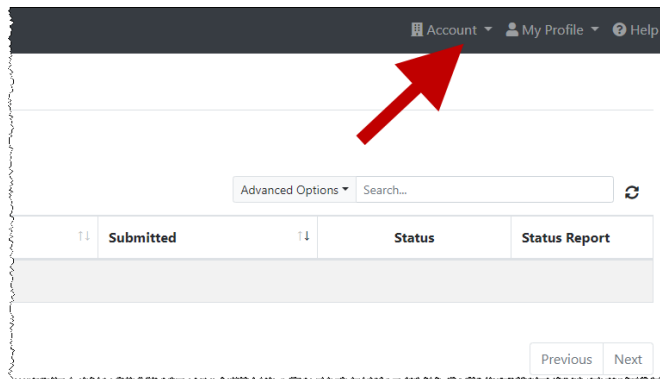 Account My Profile Help
Advanced Options Search...
Submitted Status Status Report
Previous Next